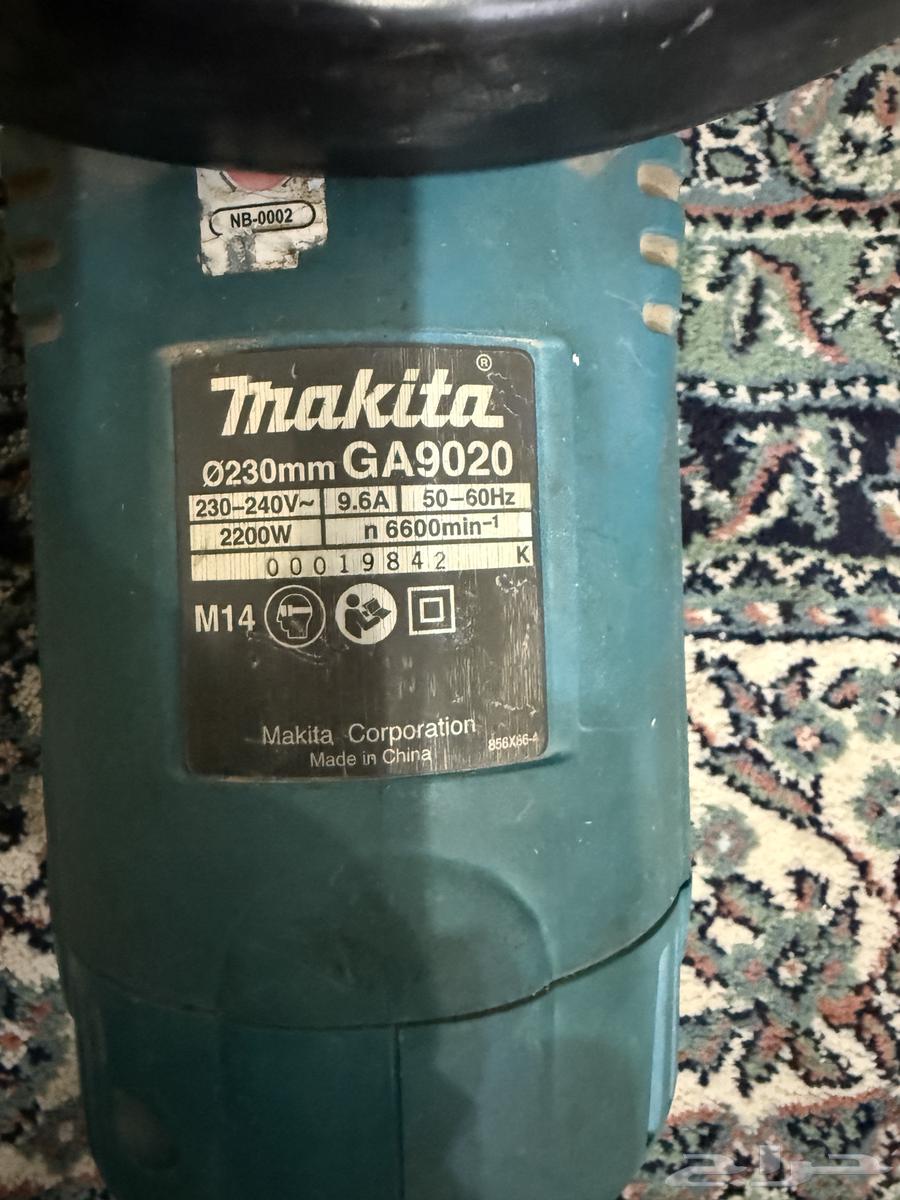 NB-0002
makita®
Ø230mm GA9020
230-240V~ 9.6A 50-60Hz
2200W n 6600min⁻¹
00019842 K
M14
Makita Corporation
Made in China 856X66-4
حراج